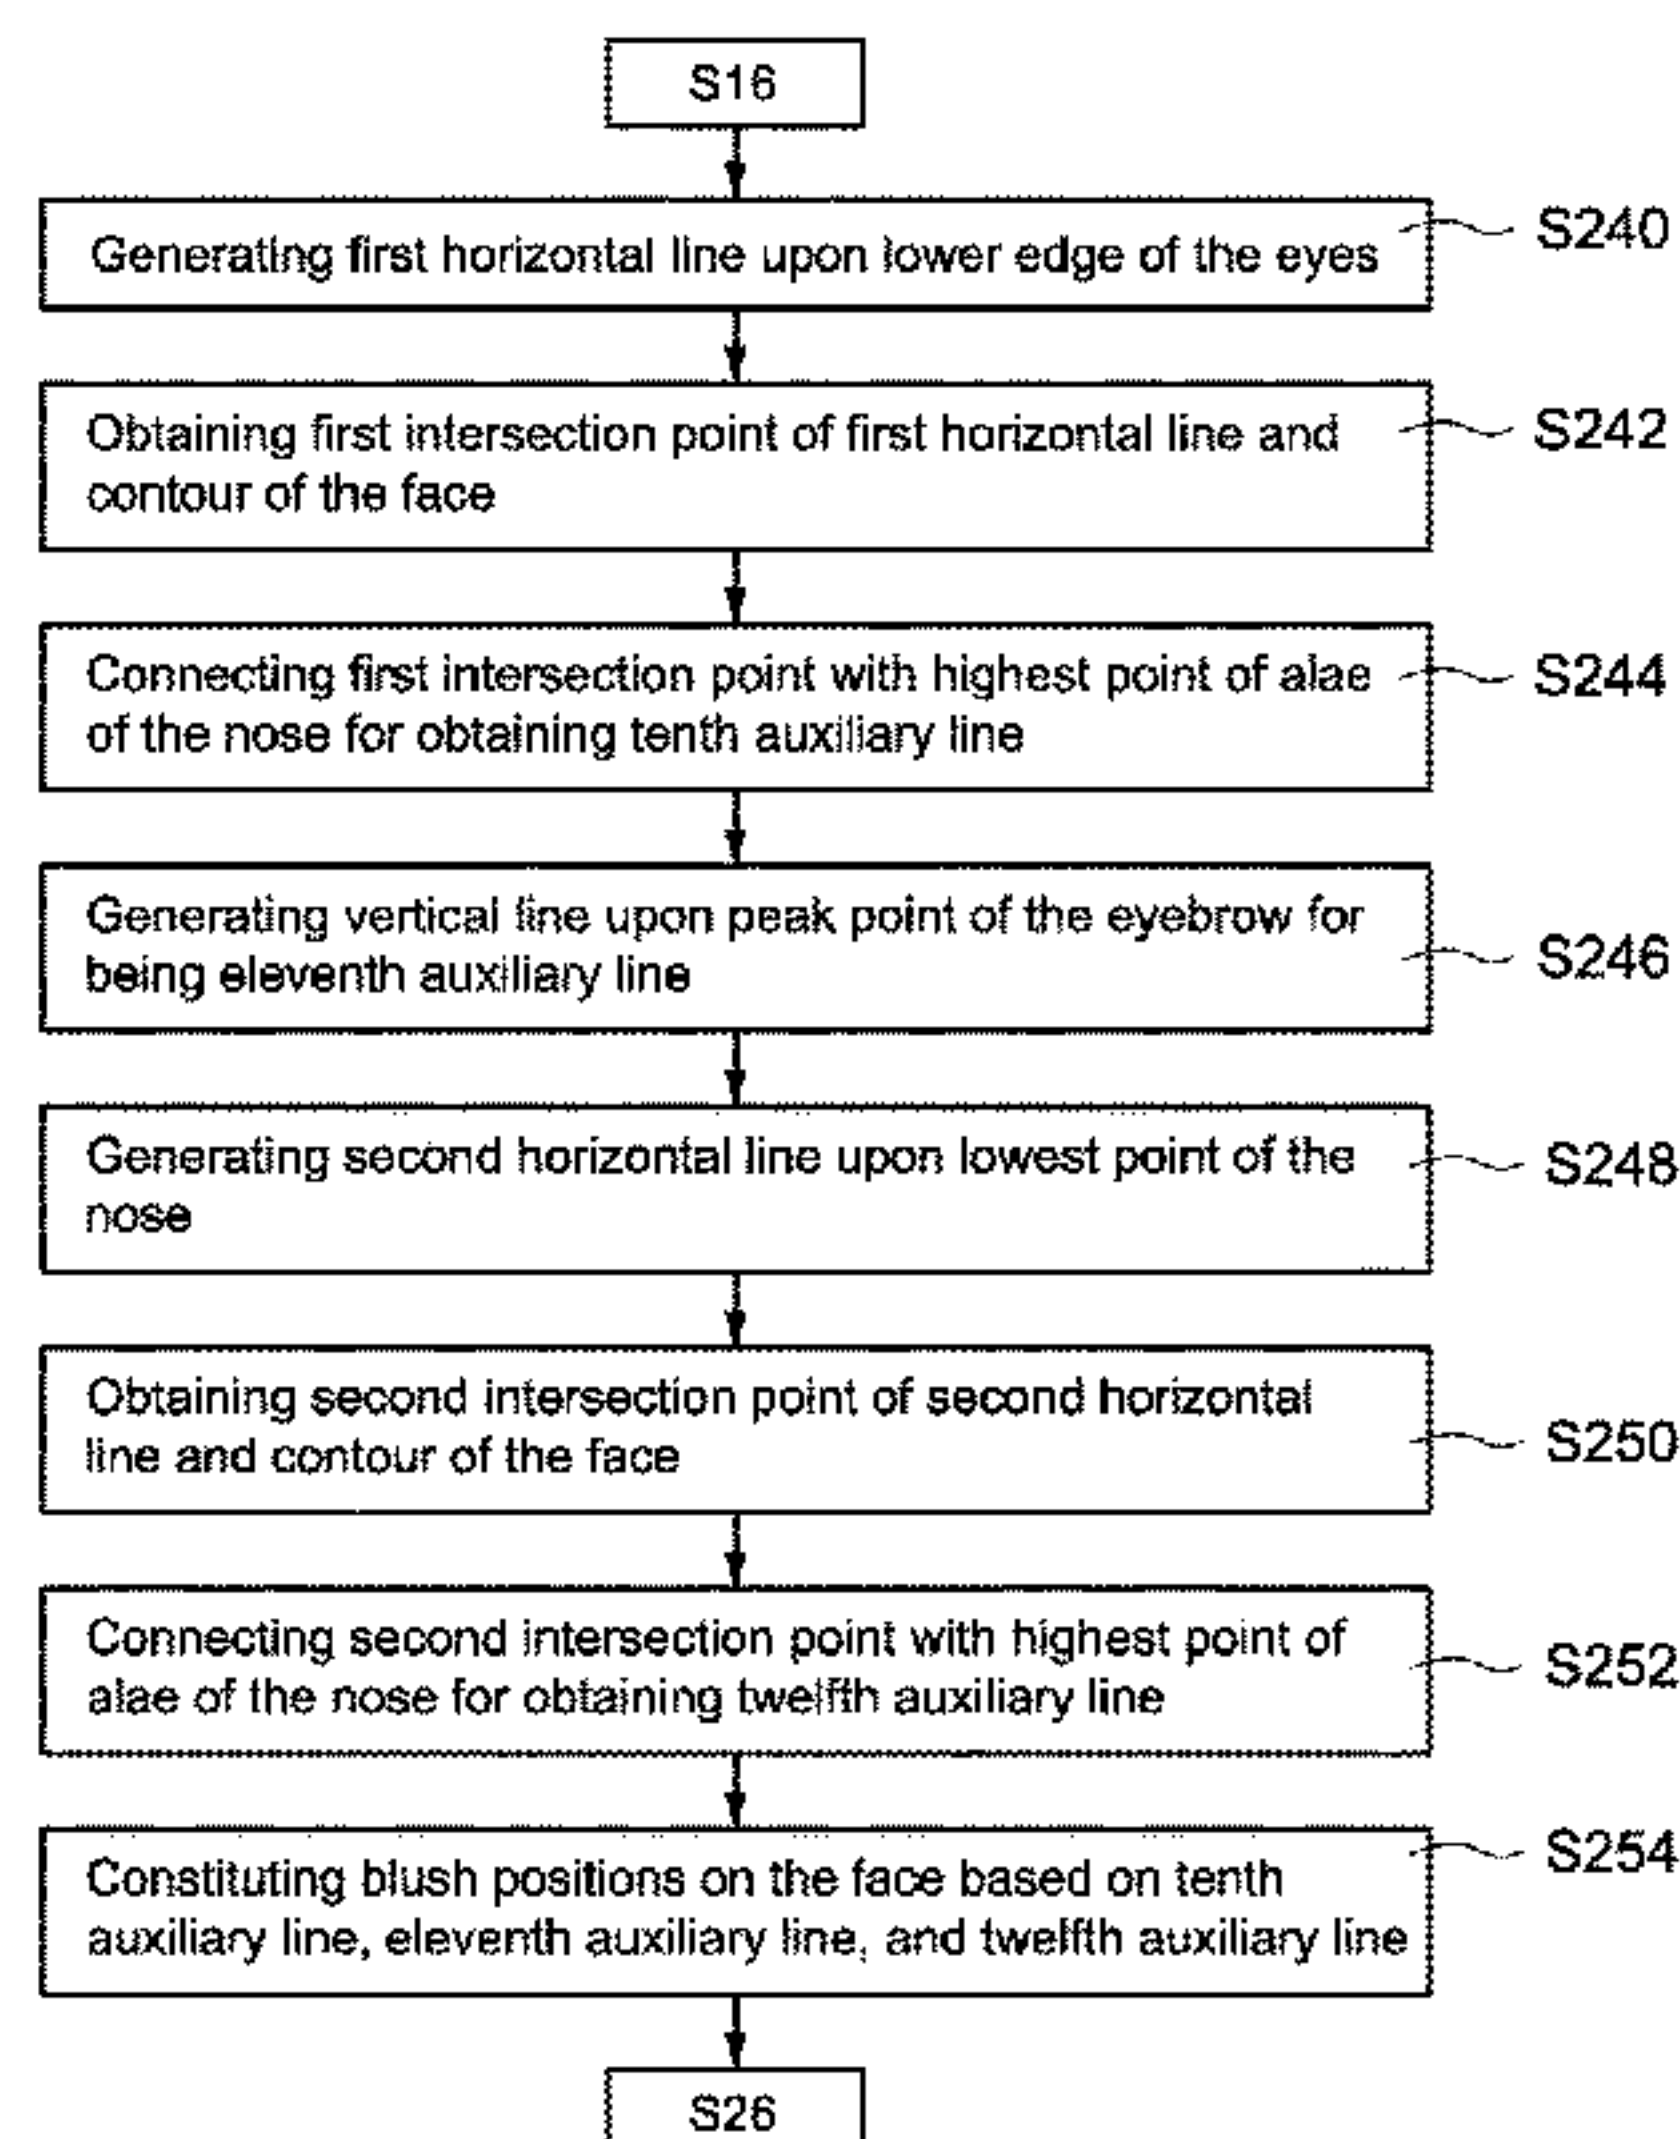 S16
Generating first horizontal line upon lower edge of the eyes
S240
Obtaining first intersection point of first horizontal line and
contour of the face
S242
Connecting first intersection point with highest point of alae
of the nose for obtaining tenth auxiliary line
S244
Generating vertical line upon peak point of the eyebrow for
being eleventh auxiliary line
S246
Generating second horizontal line upon lowest point of the
nose
S248
Obtaining second intersection point of second horizontal
line and contour of the face
S250
Connecting second intersection point with highest point of
alae of the nose for obtaining twelfth auxiliary line
S252
Constituting blush positions on the face based on tenth
auxiliary line, eleventh auxiliary line, and twelfth auxiliary line
S254
S26